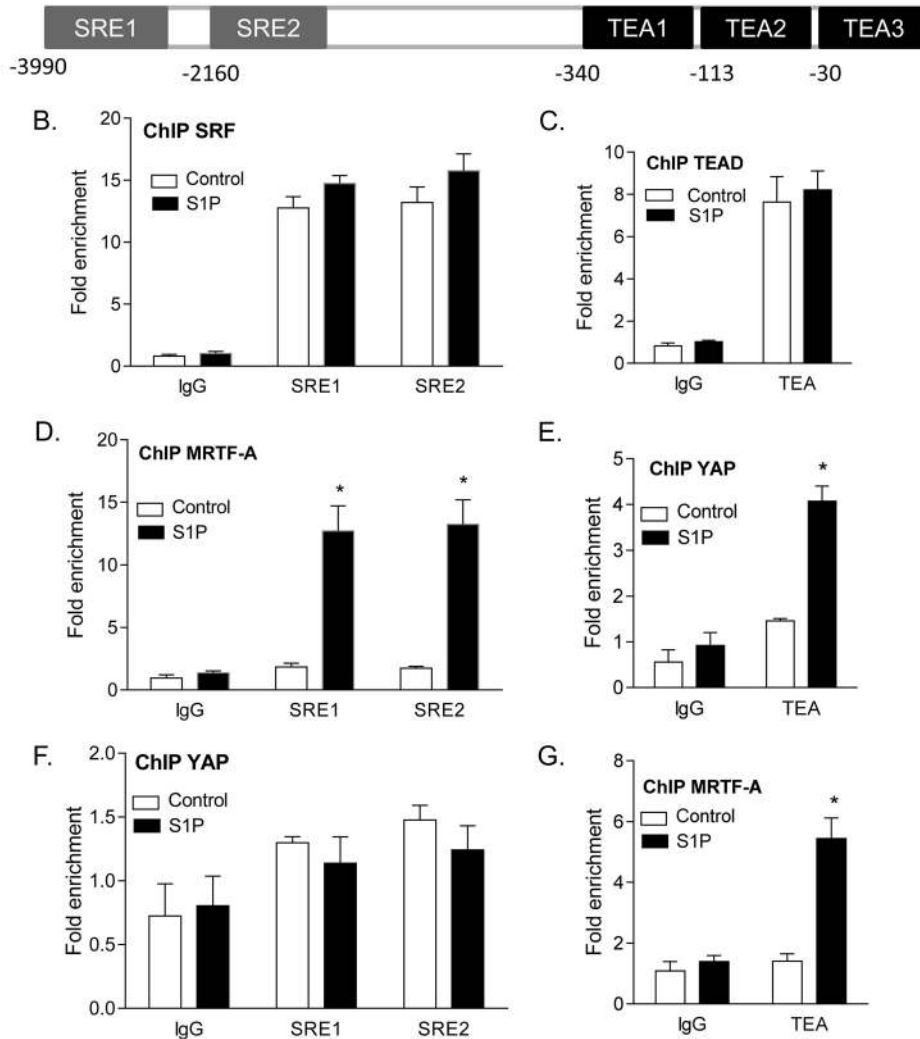 SRE1 SRE2 TEA1 TEA2 TEA3
-3990 -2160 -340 -113 -30
B.
ChIP SRF
Control
S1P
Fold enrichment
20
15
10
5
0
IgG SRE1 SRE2
C.
ChIP TEAD
Control
S1P
Fold enrichment
10
8
6
4
2
0
IgG TEA
D.
ChIP MRTF-A
Control
S1P
Fold enrichment
20
15
10
5
0
* *
IgG SRE1 SRE2
E.
ChIP YAP
Control
S1P
Fold enrichment
5
4
3
2
1
0
*
IgG TEA
F.
ChIP YAP
Control
S1P
Fold enrichment
2.0
1.5
1.0
0.5
0.0
IgG SRE1 SRE2
G.
ChIP MRTF-A
Control
S1P
Fold enrichment
8
6
4
2
0
*
IgG TEA